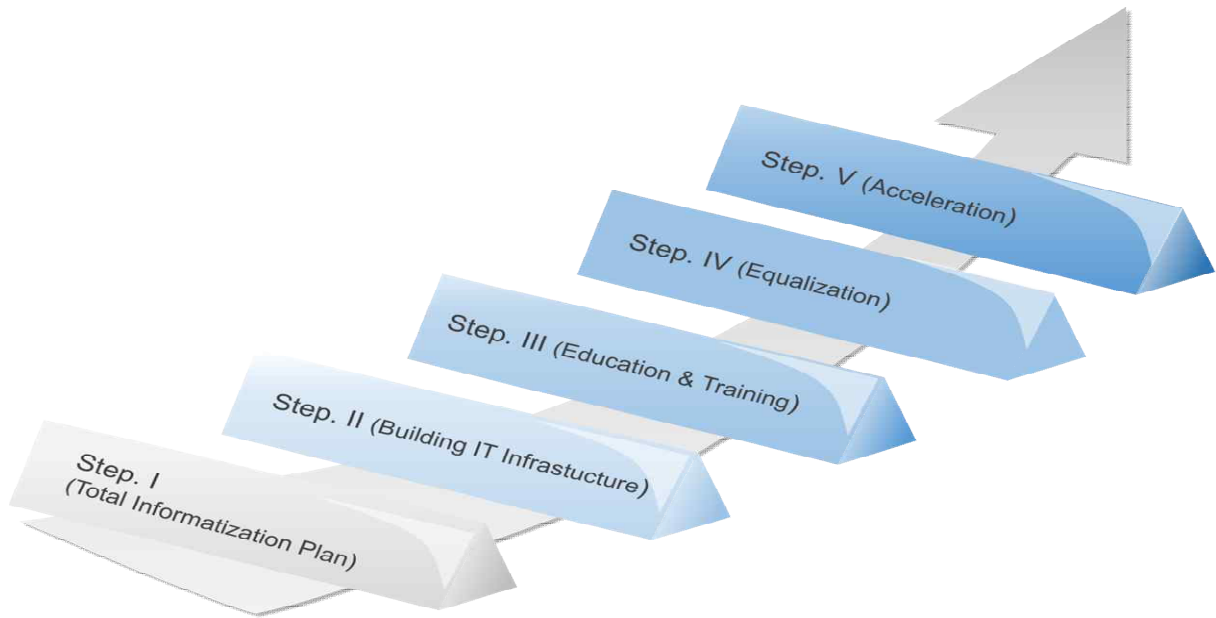 Step. V (Acceleration)
Step. IV (Equalization)
Step. III (Education & Training)
Step. II (Building IT Infrastucture)
Step. I
(Total Informatization Plan)